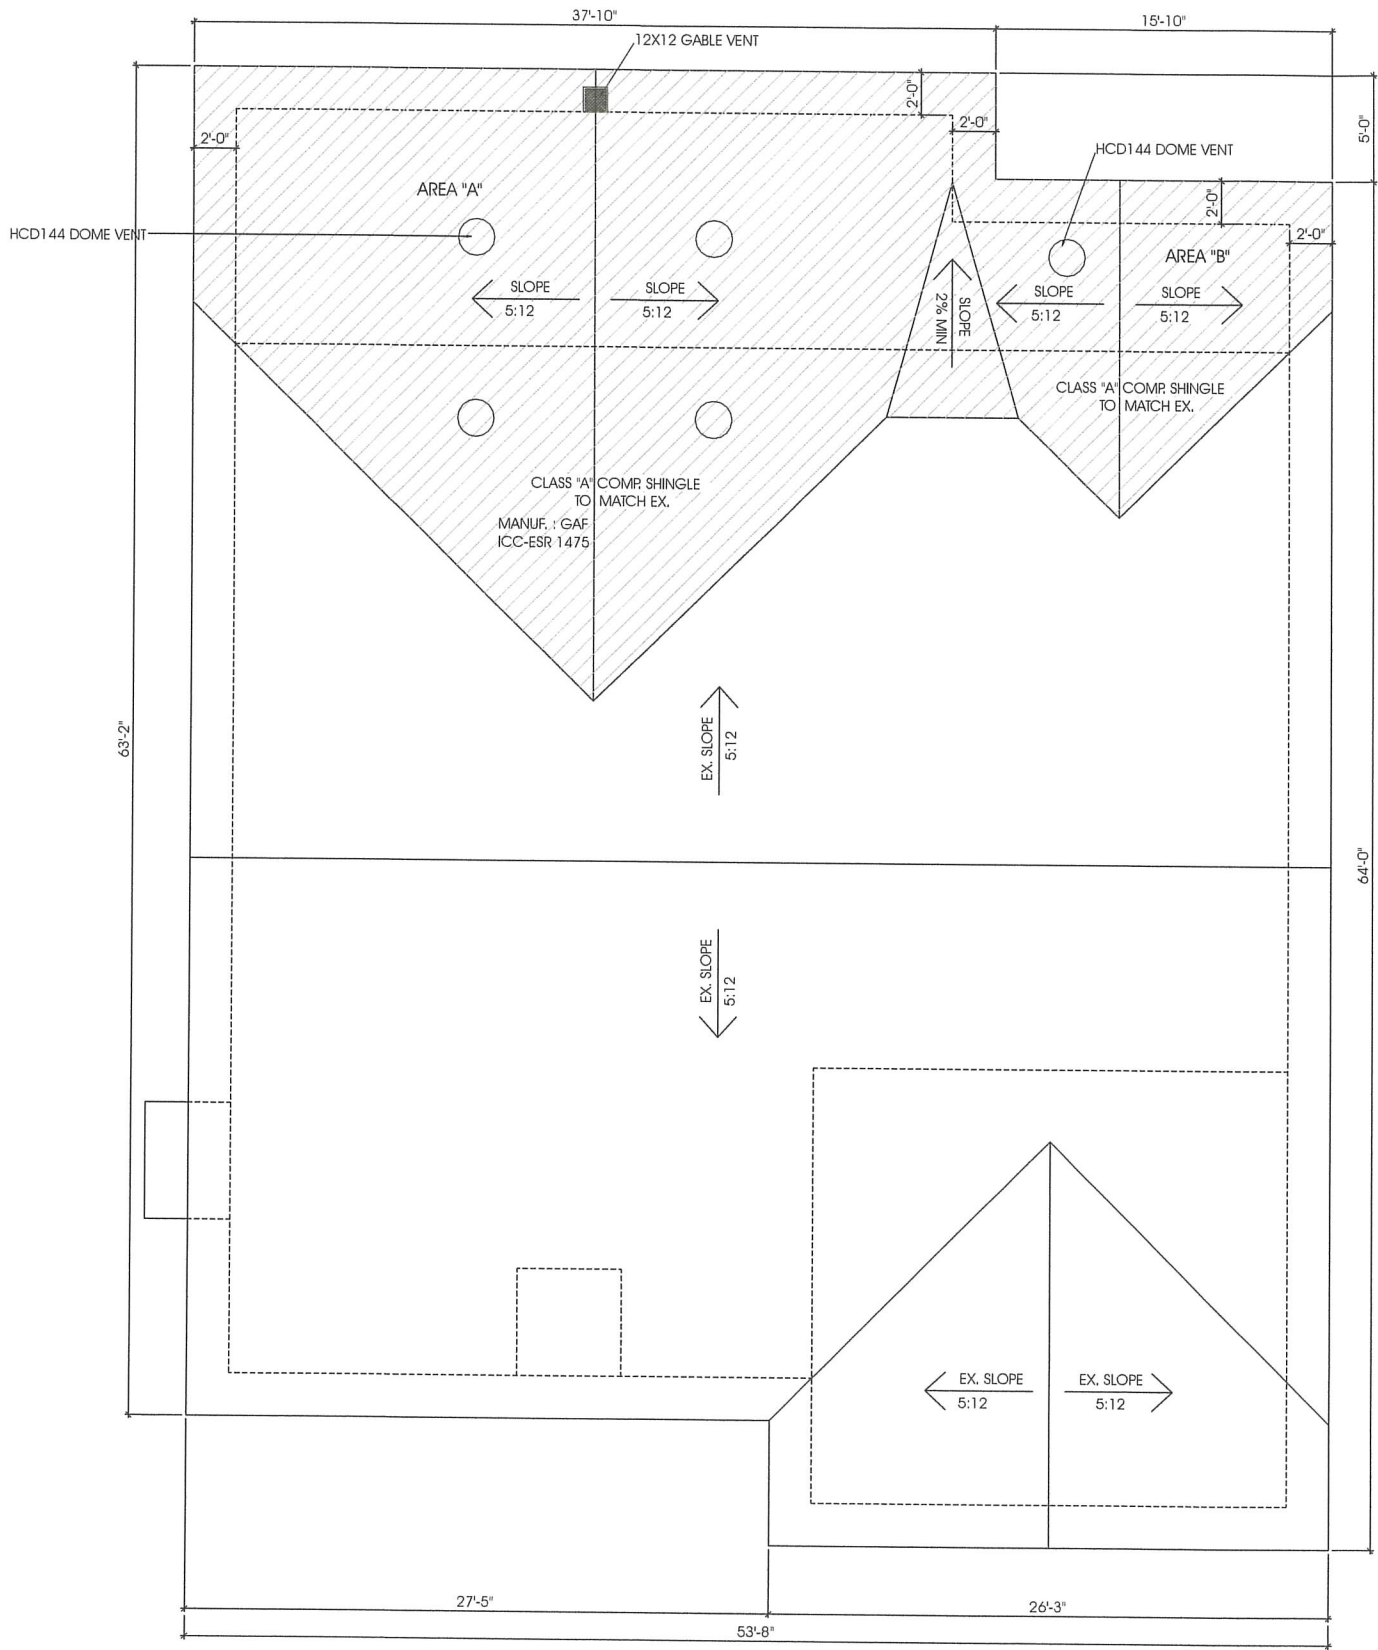 37'-10"
15'-10"
12X12 GABLE VENT
2'-0"
2'-0"
2'-0"
5'-0"
HCD144 DOME VENT
AREA "A"
2'-0"
HCD144 DOME VENT
2'-0"
AREA "B"
SLOPE
5:12
SLOPE
5:12
SLOPE
2% MIN
SLOPE
5:12
SLOPE
5:12
CLASS "A" COMP. SHINGLE
TO MATCH EX.
CLASS "A" COMP. SHINGLE
TO MATCH EX.
MANUF. : GAF
ICC-ESR 1475
63'-2"
EX. SLOPE
5:12
64'-0"
EX. SLOPE
5:12
EX. SLOPE
5:12
EX. SLOPE
5:12
27'-5"
26'-3"
53'-8"